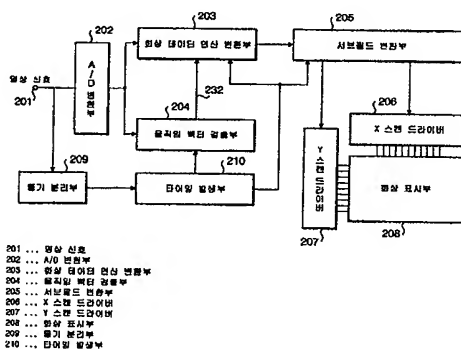 202
203
205
A/D 변환부
화상 데이터 연산 변환부
서브필드 변환부
영상 신호
201
232
204
206
움직임 벡터 검출부
X 스캔 드라이버
209
210
Y 스캔 드라이버
동기 분리부
타이밍 발생부
화상 표시부
207
208
201 ... 영상 신호
202 ... A/D 변환부
203 ... 화상 데이터 연산 변환부
204 ... 움직임 벡터 검출부
205 ... 서브필드 변환부
206 ... X 스캔 드라이버
207 ... Y 스캔 드라이버
208 ... 화상 표시부
209 ... 동기 분리부
210 ... 타이밍 발생부